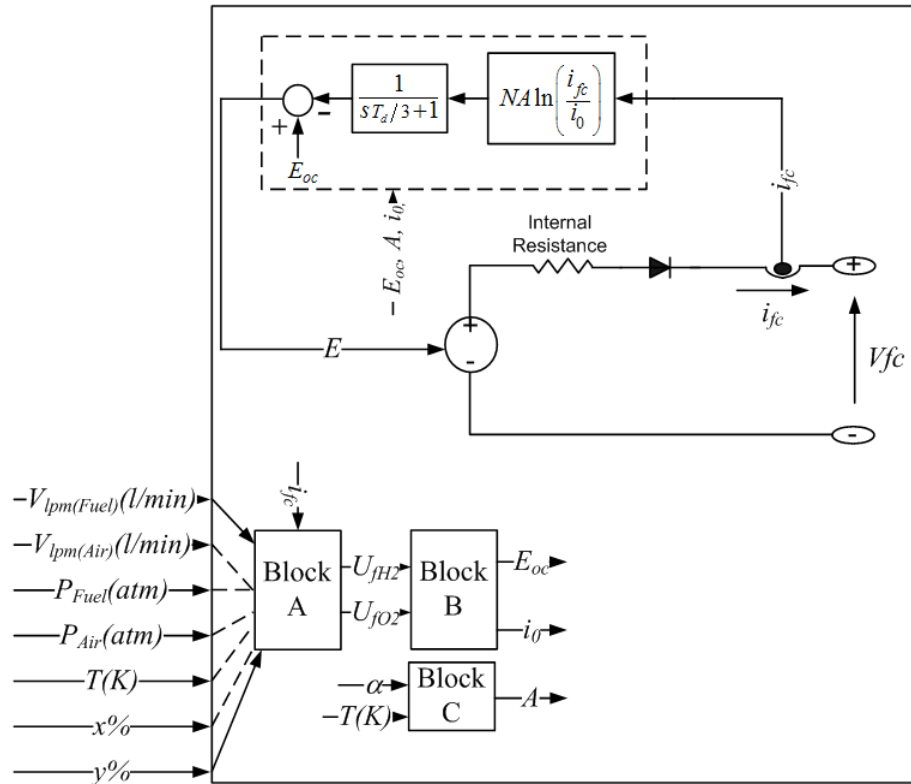 1
sT_d/3+1
NA ln(i_fc/i_0)
+
−
E_oc
i_fc
− E_oc, A, i_0,
Internal
Resistance
+
i_fc
+
-
E
Vfc
-
−V_lpm(Fuel)(l/min)
−V_lpm(Air)(l/min)
P_Fuel(atm)
P_Air(atm)
T(K)
x%
y%
i_fc
Block
A
U_fH2
U_fO2
Block
B
E_oc
i_0
α
−T(K)
Block
C
A